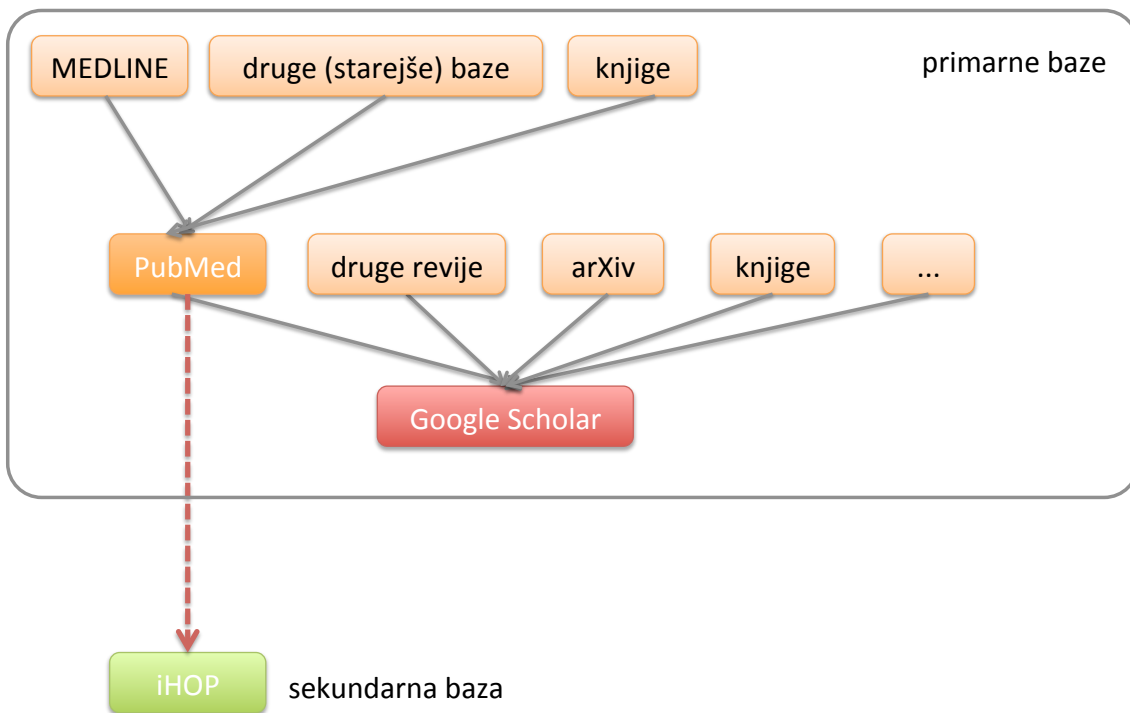 MEDLINE
druge (starejše) baze
knjige
primarne baze
PubMed
druge revije
arXiv
knjige
...
Google Scholar
iHOP
sekundarna baza